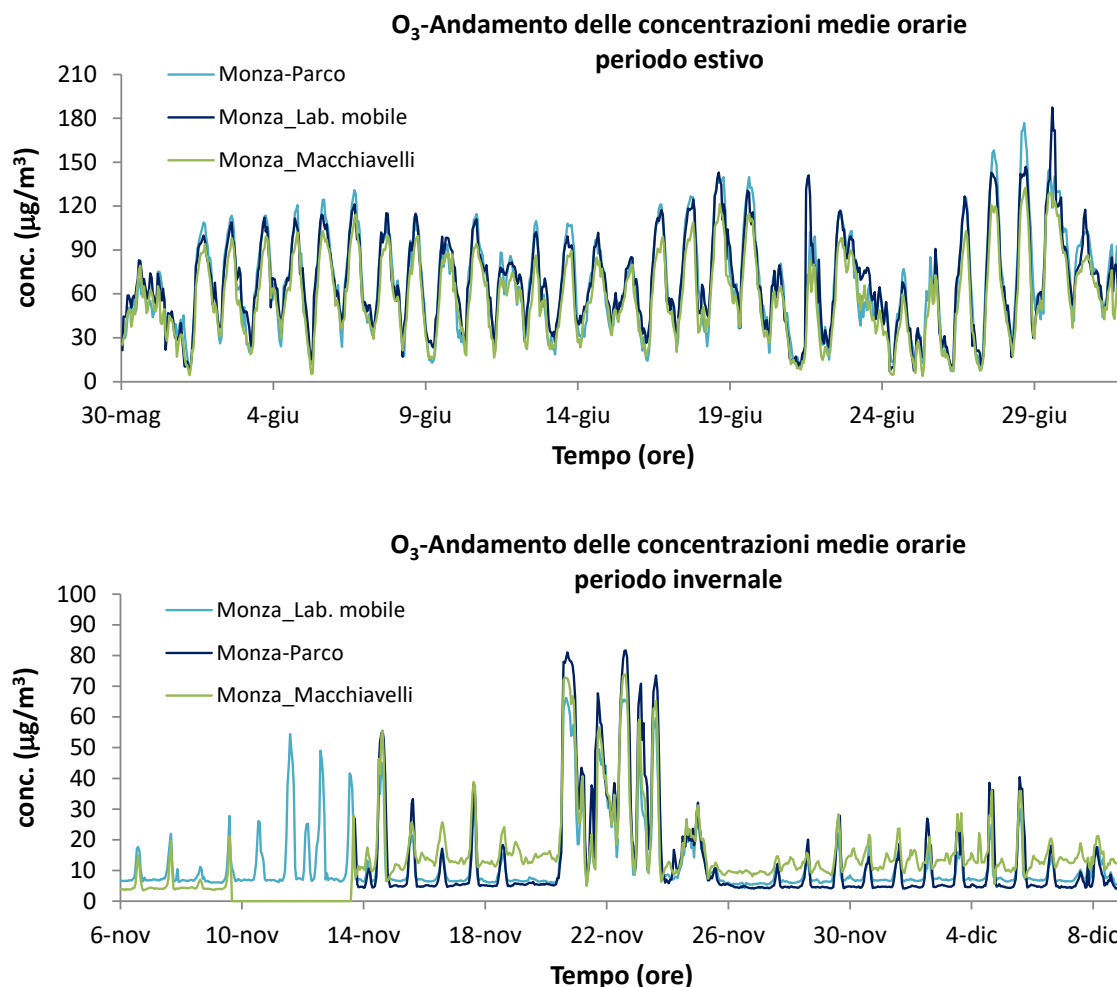 O₃-Andamento delle concentrazioni medie orarie
periodo estivo
Monza-Parco
Monza_Lab. mobile
Monza_Macchiavelli
conc. (µg/m³)
210
180
150
120
90
60
30
0
30-mag 4-giu 9-giu 14-giu 19-giu 24-giu 29-giu
Tempo (ore)
O₃-Andamento delle concentrazioni medie orarie
periodo invernale
Monza_Lab. mobile
Monza-Parco
Monza_Macchiavelli
conc. (µg/m³)
100
90
80
70
60
50
40
30
20
10
0
6-nov 10-nov 14-nov 18-nov 22-nov 26-nov 30-nov 4-dic 8-dic
Tempo (ore)